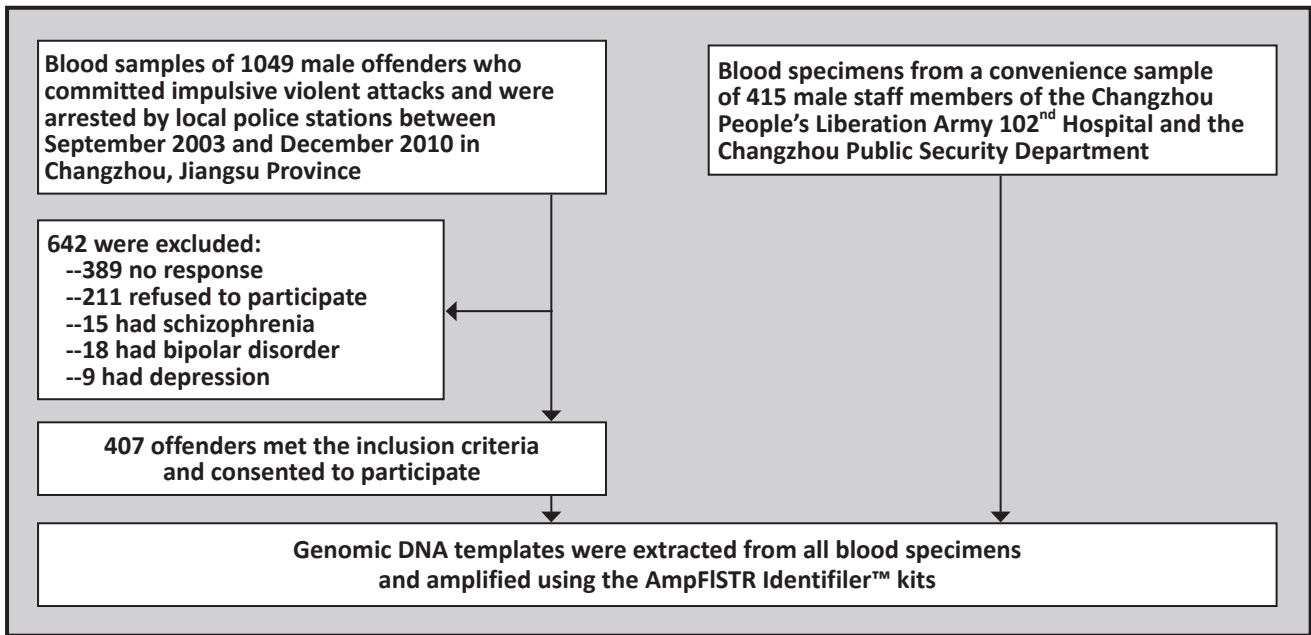 Blood samples of 1049 male offenders who
committed impulsive violent attacks and were
arrested by local police stations between
September 2003 and December 2010 in
Changzhou, Jiangsu Province
Blood specimens from a convenience sample
of 415 male staff members of the Changzhou
People’s Liberation Army 102nd Hospital and the
Changzhou Public Security Department
642 were excluded:
--389 no response
--211 refused to participate
--15 had schizophrenia
--18 had bipolar disorder
--9 had depression
407 offenders met the inclusion criteria
and consented to participate
Genomic DNA templates were extracted from all blood specimens
and amplified using the AmpFlSTR Identifiler™ kits